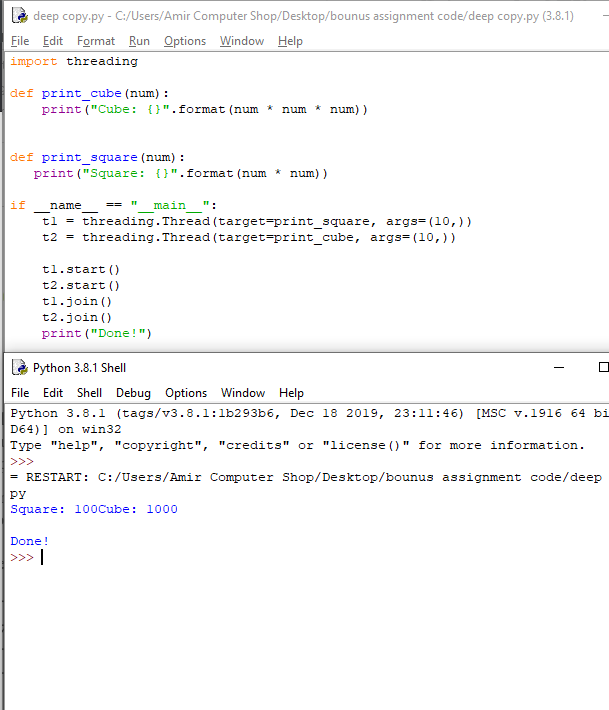 deep copy.py - C:/Users/Amir Computer Shop/Desktop/bounus assignment code/deep copy.py (3.8.1)
File Edit Format Run Options Window Help
import threading
def print_cube(num):
    print("Cube: {}".format(num * num * num))
def print_square(num):
   print("Square: {}".format(num * num))
if __name__ == "__main__":
    t1 = threading.Thread(target=print_square, args=(10,))
    t2 = threading.Thread(target=print_cube, args=(10,))
    t1.start()
    t2.start()
    t1.join()
    t2.join()
    print("Done!")
Python 3.8.1 Shell
File Edit Shell Debug Options Window Help
Python 3.8.1 (tags/v3.8.1:1b293b6, Dec 18 2019, 23:11:46) [MSC v.1916 64 bi
D64)] on win32
Type "help", "copyright", "credits" or "license()" for more information.
>>>
= RESTART: C:/Users/Amir Computer Shop/Desktop/bounus assignment code/deep
py
Square: 100Cube: 1000
Done!
>>>